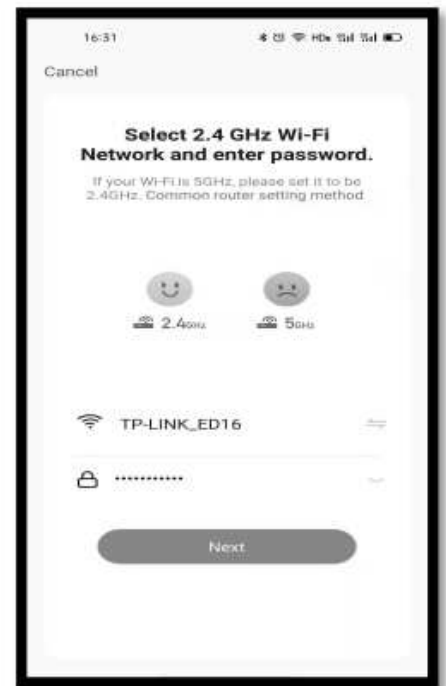 16:31
Cancel
Select 2.4 GHz Wi-Fi
Network and enter password.
If your Wi-Fi is 5GHz, please set it to be
2.4GHz. Common router setting method
2.4GHz 5GHz
TP-LINK_ED16
•••••••••••
Next